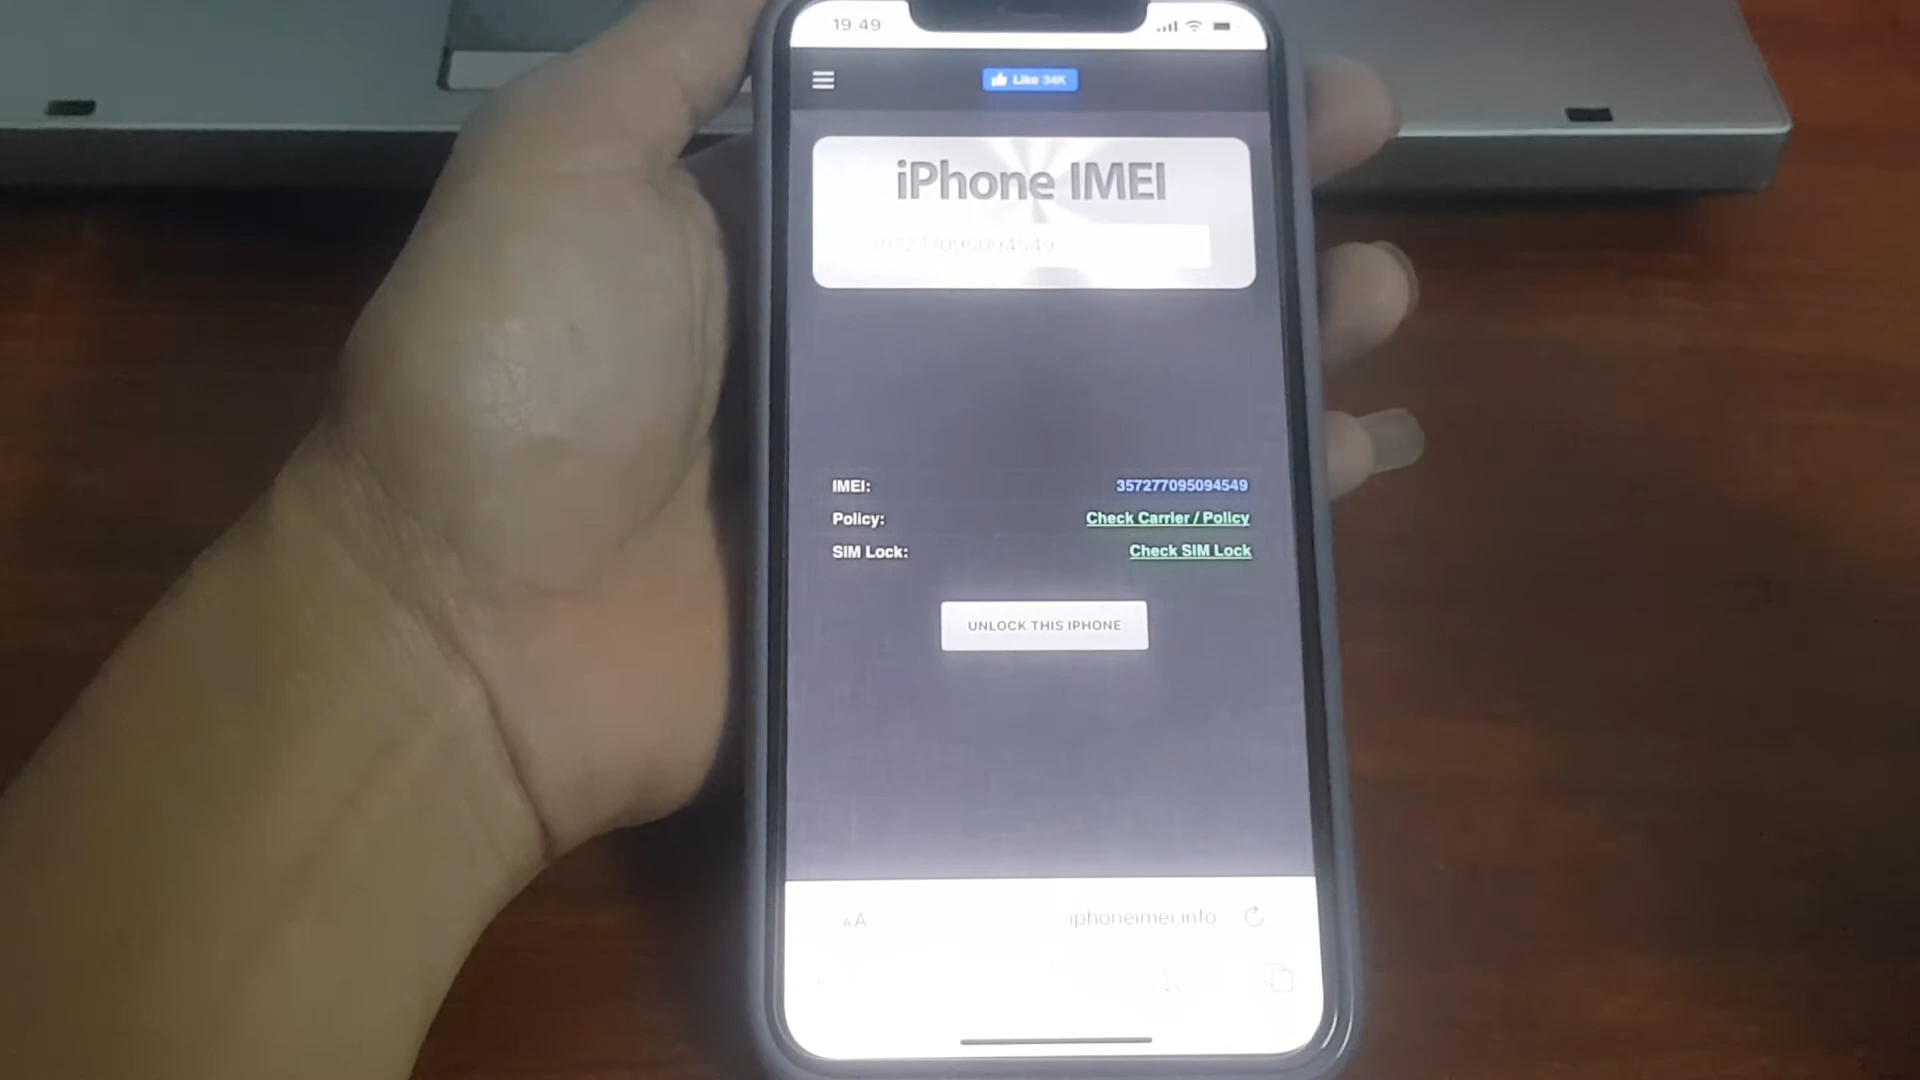 19:49
Like 34K
iPhone IMEI
357277095094549
IMEI: 357277095094549
Policy: Check Carrier / Policy
SIM Lock: Check SIM Lock
UNLOCK THIS IPHONE
AA iphoneimei.info